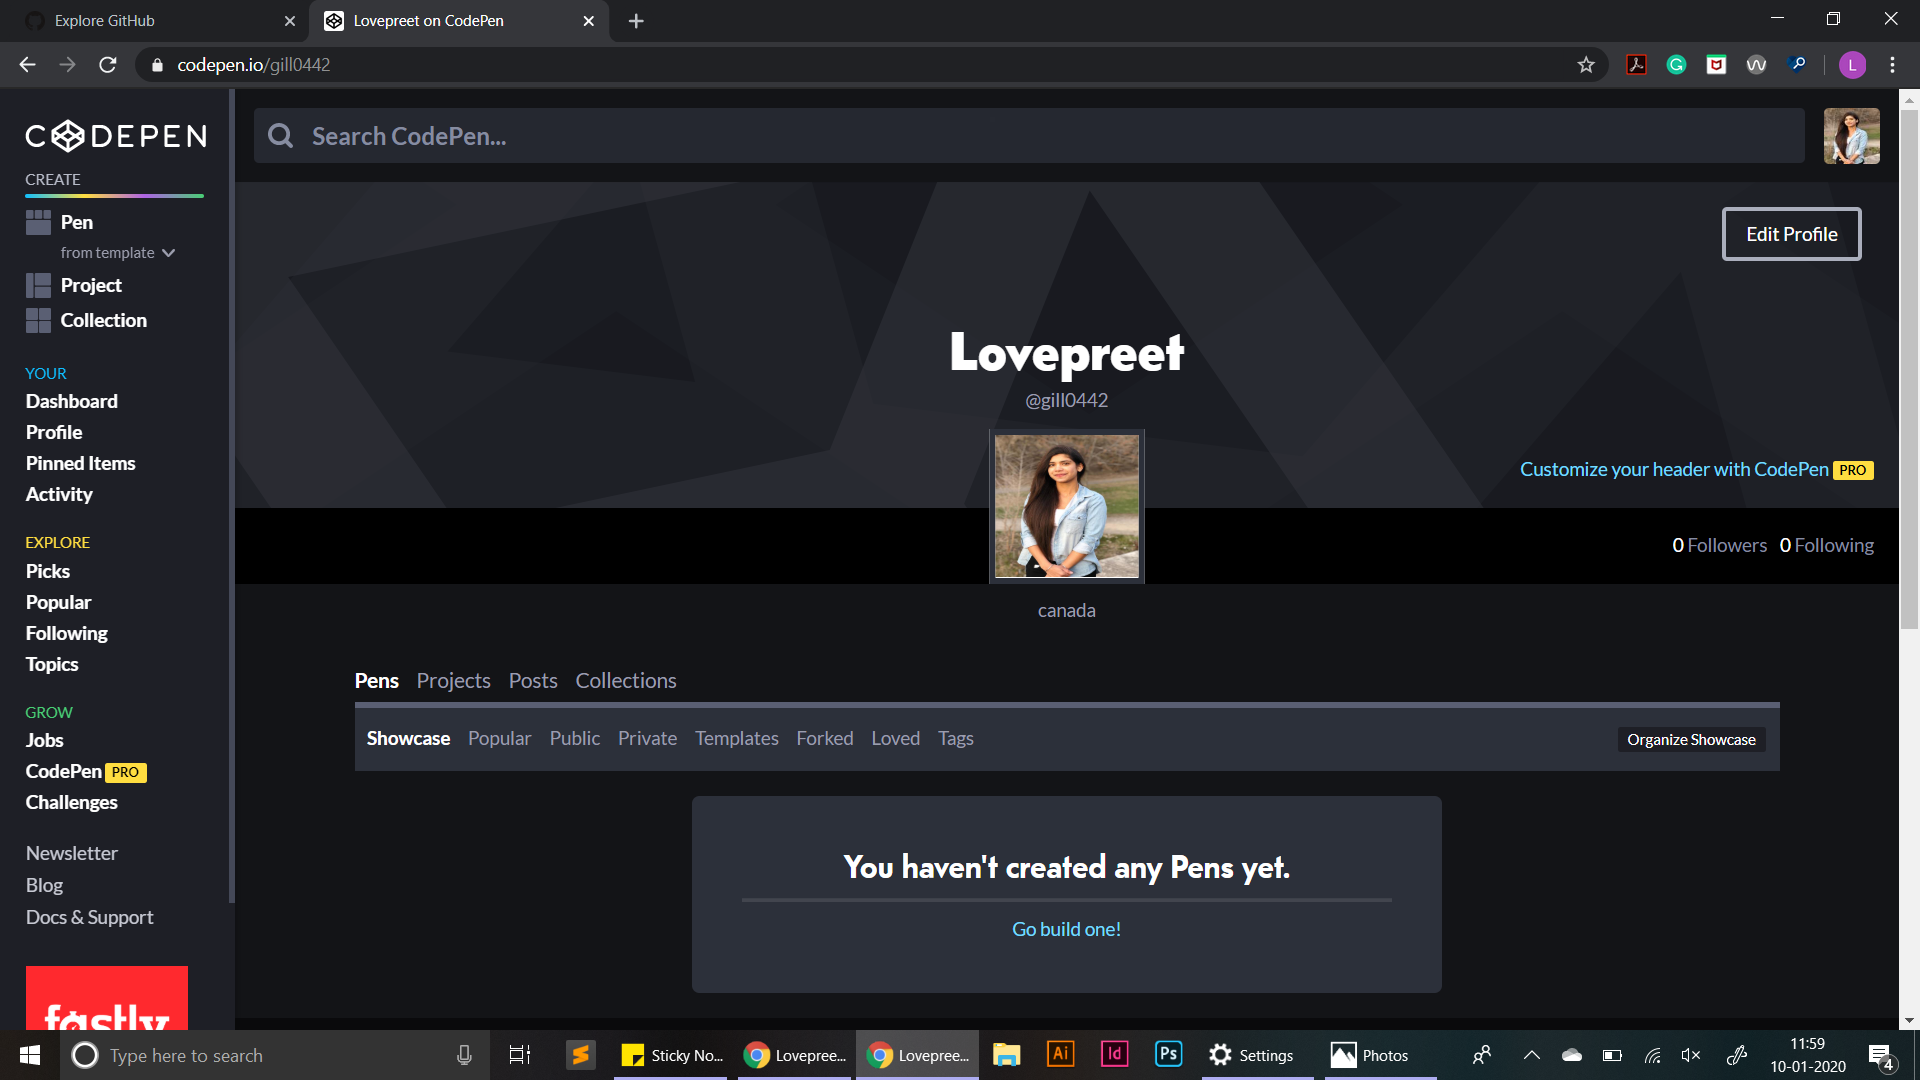 Explore GitHub
Lovepreet on CodePen
codepen.io/gill0442
L
CODEPEN
Search CodePen...
CREATE
Pen
from template
Project
Collection
YOUR
Dashboard
Profile
Pinned Items
Activity
EXPLORE
Picks
Popular
Following
Topics
GROW
Jobs
CodePen PRO
Challenges
Newsletter
Blog
Docs & Support
fastly
Edit Profile
Lovepreet
@gill0442
Customize your header with CodePen PRO
0 Followers 0 Following
canada
Pens Projects Posts Collections
Showcase Popular Public Private Templates Forked Loved Tags
Organize Showcase
You haven't created any Pens yet.
Go build one!
Type here to search
Sticky No...
Lovepree...
Lovepree...
Ai
Id
Ps
Settings
Photos
11:59
10-01-2020
4